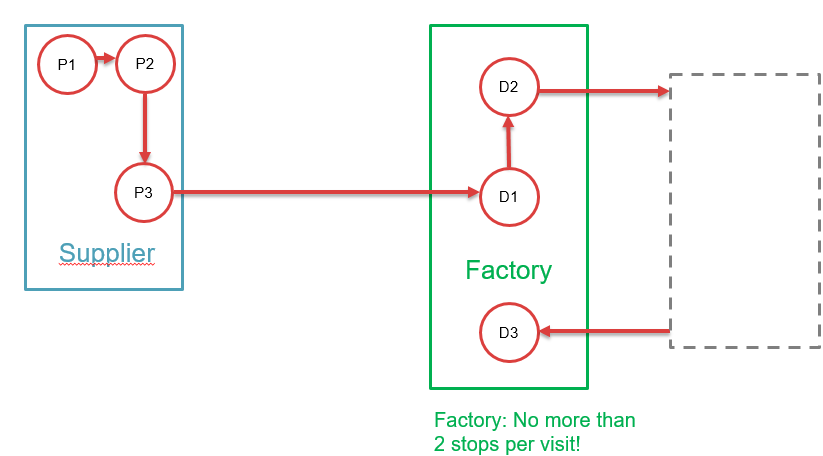 P1
P2
P3
Supplier
D2
D1
Factory
D3
Factory: No more than
2 stops per visit!